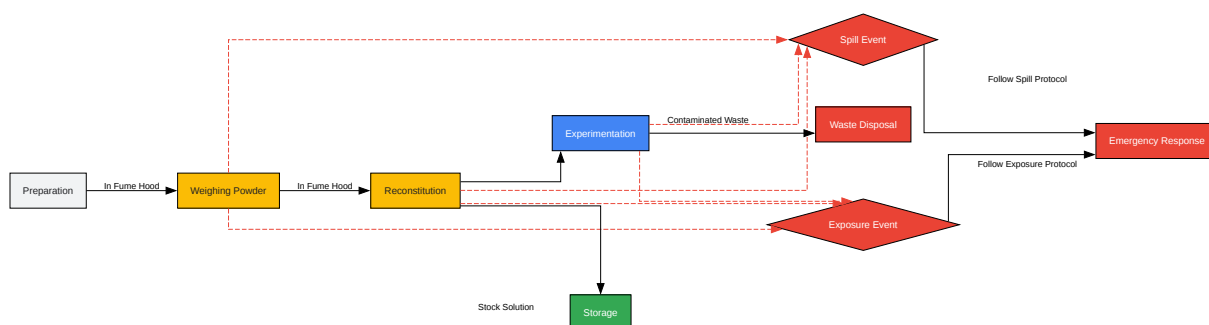 Spill Event
Follow Spill Protocol
Contaminated Waste
Waste Disposal
Experimentation
Emergency Response
Follow Exposure Protocol
Preparation
In Fume Hood
Weighing Powder
In Fume Hood
Reconstitution
Exposure Event
Stock Solution
Storage